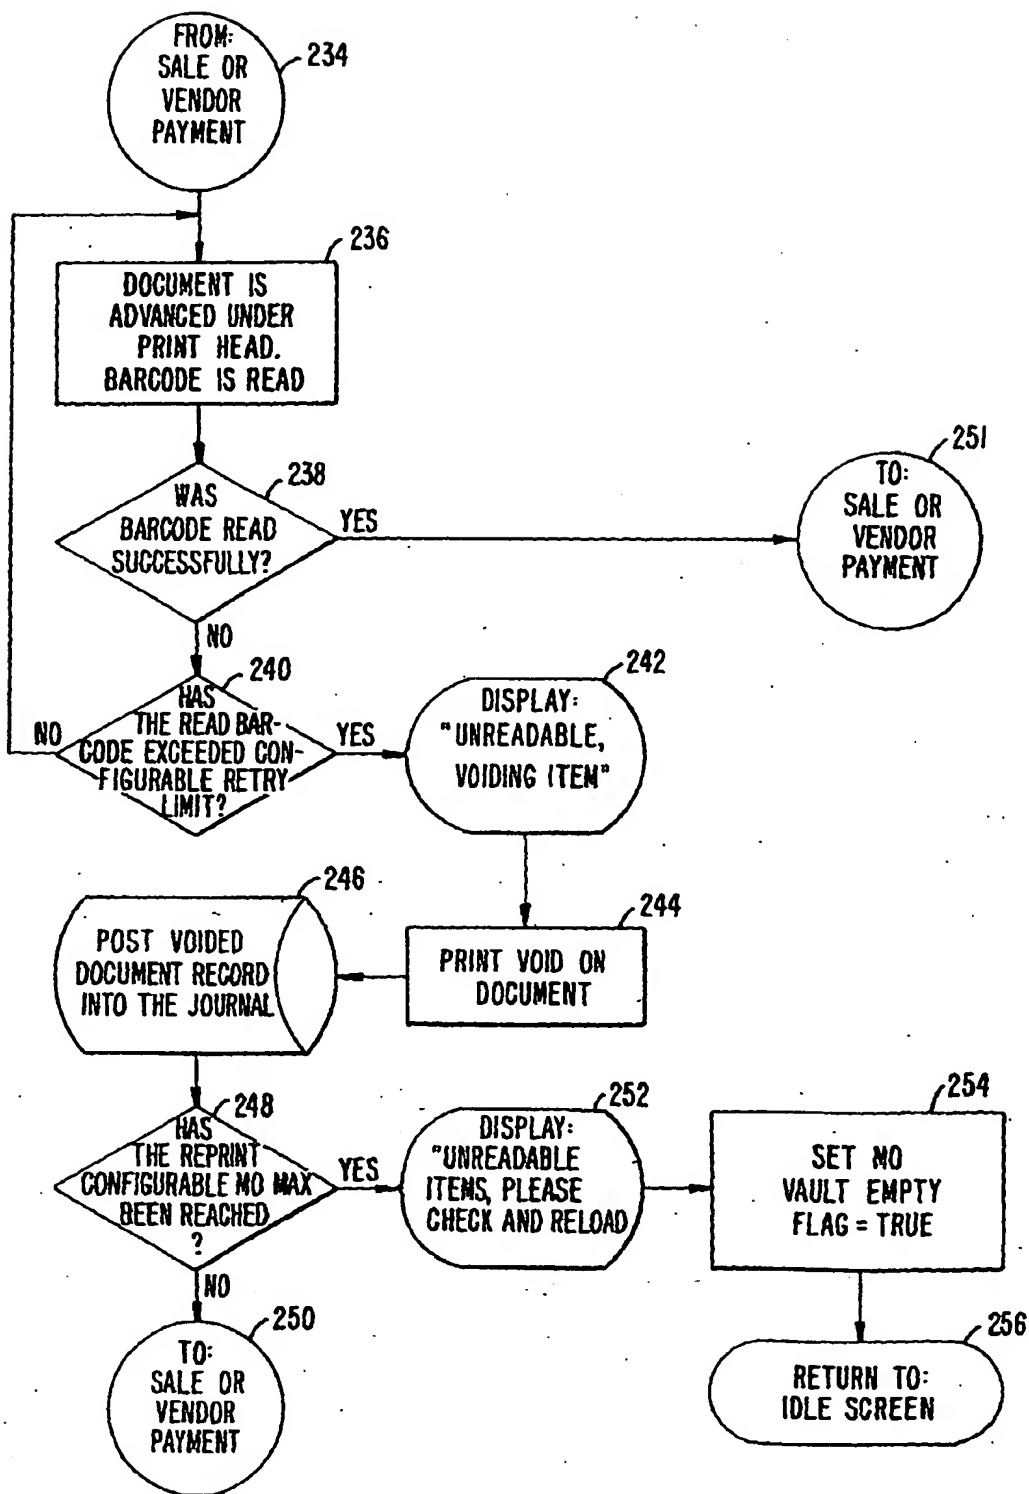 FROM:
SALE OR
VENDOR
PAYMENT
234
236
DOCUMENT IS
ADVANCED UNDER
PRINT HEAD.
BARCODE IS READ
238
WAS
BARCODE READ
SUCCESSFULLY?
YES
251
TO:
SALE OR
VENDOR
PAYMENT
NO
240
HAS
THE READ BAR-
CODE EXCEEDED CON-
FIGURABLE RETRY
LIMIT?
NO
YES
242
DISPLAY:
"UNREADABLE,
VOIDING ITEM"
244
PRINT VOID ON
DOCUMENT
246
POST VOIDED
DOCUMENT RECORD
INTO THE JOURNAL
248
HAS
THE REPRINT
CONFIGURABLE MO MAX
BEEN REACHED
?
YES
252
DISPLAY:
"UNREADABLE
ITEMS, PLEASE
CHECK AND RELOAD
254
SET MO
VAULT EMPTY
FLAG = TRUE
NO
250
TO:
SALE OR
VENDOR
PAYMENT
256
RETURN TO:
IDLE SCREEN